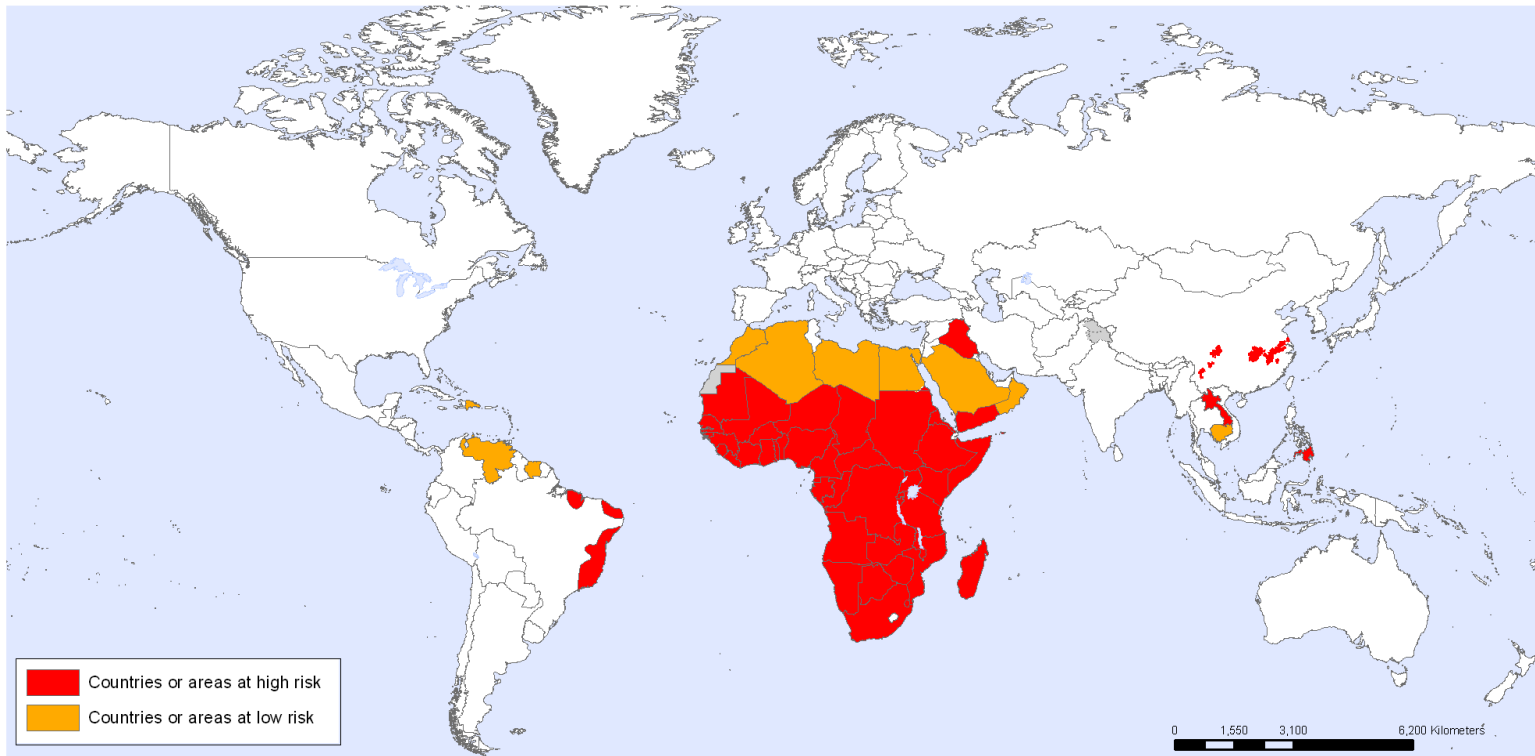 Countries or areas at high risk
Countries or areas at low risk
0 1,550 3,100 6,200 Kilometers